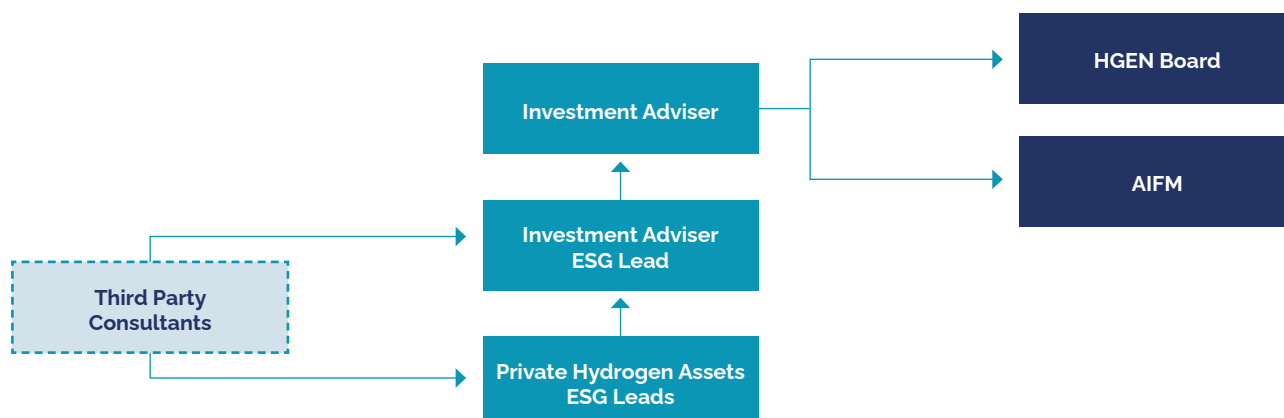 HGEN Board
Investment Adviser
AIFM
Investment Adviser
ESG Lead
Third Party
Consultants
Private Hydrogen Assets
ESG Leads